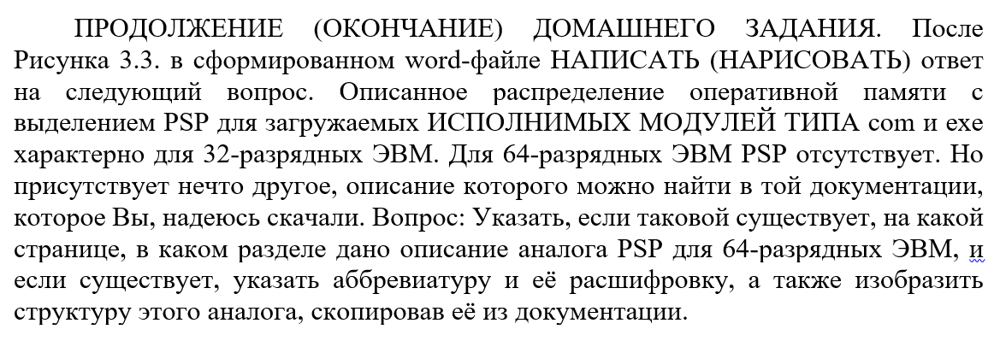 ПРОДОЛЖЕНИЕ (ОКОНЧАНИЕ) ДОМАШНЕГО ЗАДАНИЯ. После
Рисунка 3.3. в сформированном word-файле НАПИСАТЬ (НАРИСОВАТЬ) ответ
на следующий вопрос. Описанное распределение оперативной памяти с
выделением PSP для загружаемых ИСПОЛНИМЫХ МОДУЛЕЙ ТИПА com и exe
характерно для 32-разрядных ЭВМ. Для 64-разрядных ЭВМ PSP отсутствует. Но
присутствует нечто другое, описание которого можно найти в той документации,
которое Вы, надеюсь скачали. Вопрос: Указать, если таковой существует, на какой
странице, в каком разделе дано описание аналога PSP для 64-разрядных ЭВМ, и
если существует, указать аббревиатуру и её расшифровку, а также изобразить
структуру этого аналога, скопировав её из документации.